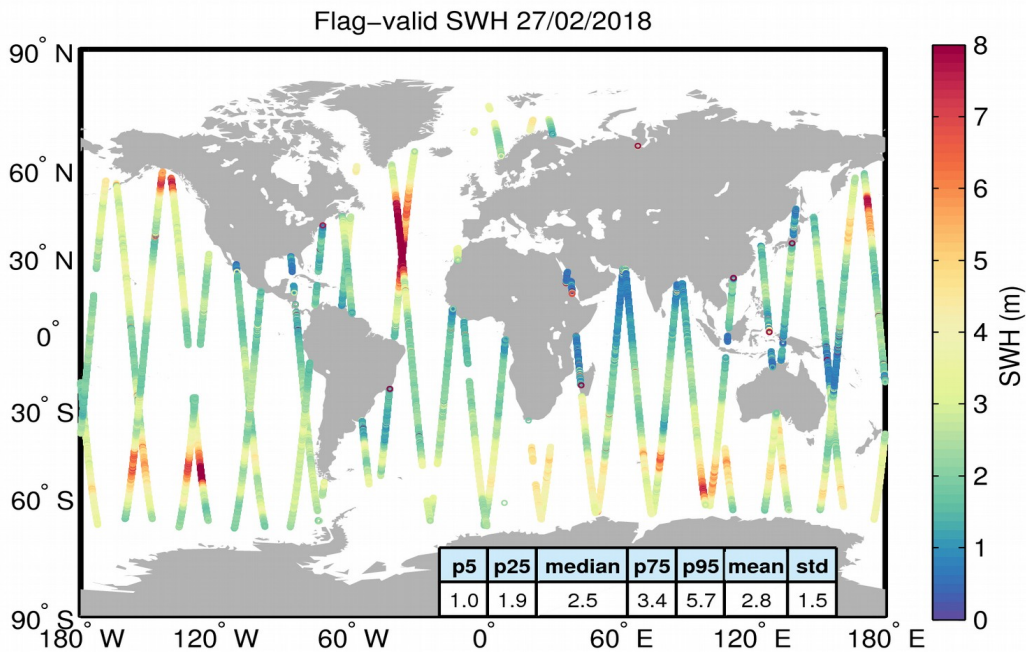 Flag−valid SWH 27/02/2018
90° N
60° N
30° N
0°
30° S
60° S
90° S
180° W
120° W
60° W
0°
60° E
120° E
180° E
8
7
6
5
4
3
2
1
0
SWH (m)
p5 p25 median p75 p95 mean std
1.0 1.9 2.5 3.4 5.7 2.8 1.5